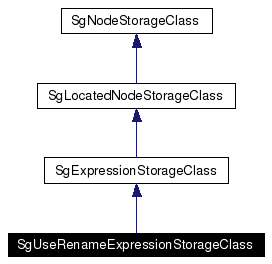 SgNodeStorageClass
SgLocatedNodeStorageClass
SgExpressionStorageClass
SgUseRenameExpressionStorageClass